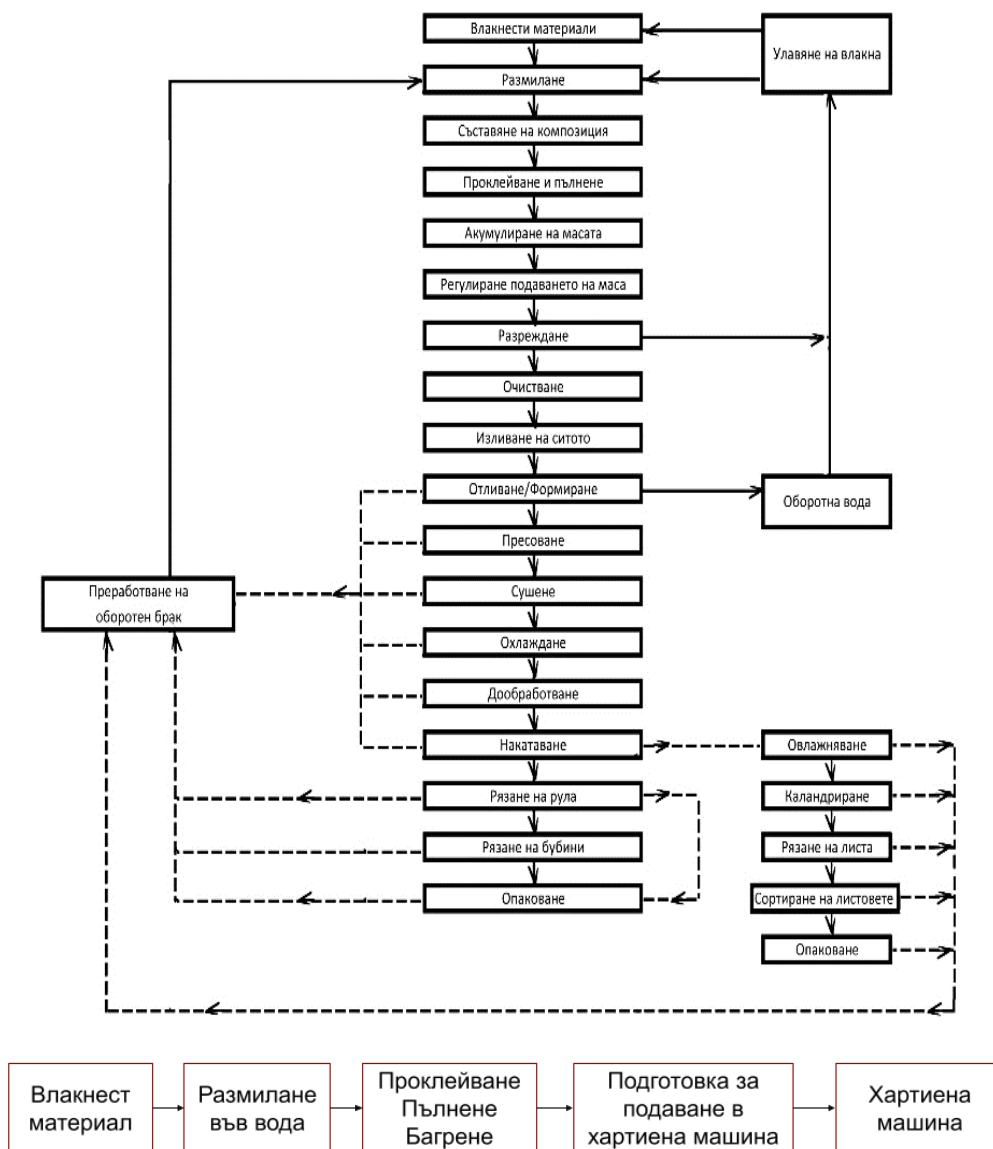 Влакнести материали
Улавяне на влакна
Размилане
Съставяне на композиция
Проклейване и пълнене
Акумулиране на масата
Регулиране подаването на маса
Разреждане
Очистване
Изливане на ситото
Отливане/Формиране
Оборотна вода
Пресоване
Преработване на
оборотен брак
Сушене
Охлаждане
Дообработване
Накатаване
Овлажняване
Рязане на рула
Каландриране
Рязане на бубини
Рязане на листа
Опаковане
Сортиране на листовете
Опаковане
Влакнест
материал
Размилане
във вода
Проклейване
Пълнене
Багрене
Подготовка за
подаване в
хартиена машина
Хартиена
машина